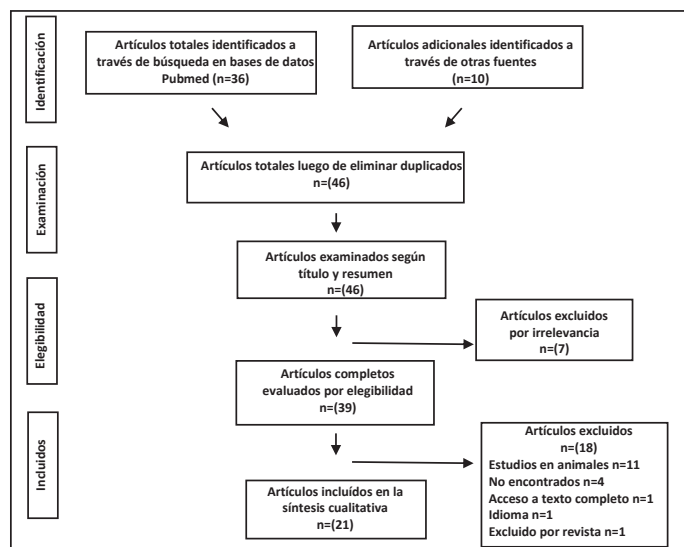 Identificación
Artículos totales identificados a
través de búsqueda en bases de datos
Pubmed (n=36)
Artículos adicionales identificados a
través de otras fuentes
(n=10)
Examinación
Artículos totales luego de eliminar duplicados
n=(46)
Artículos examinados según
título y resumen
n=(46)
Elegibilidad
Artículos excluidos
por irrelevancia
n=(7)
Artículos completos
evaluados por elegibilidad
n=(39)
Incluidos
Artículos incluídos en la
síntesis cualitativa
n=(21)
Artículos excluidos
n=(18)
Estudios en animales n=11
No encontrados n=4
Acceso a texto completo n=1
Idioma n=1
Excluido por revista n=1